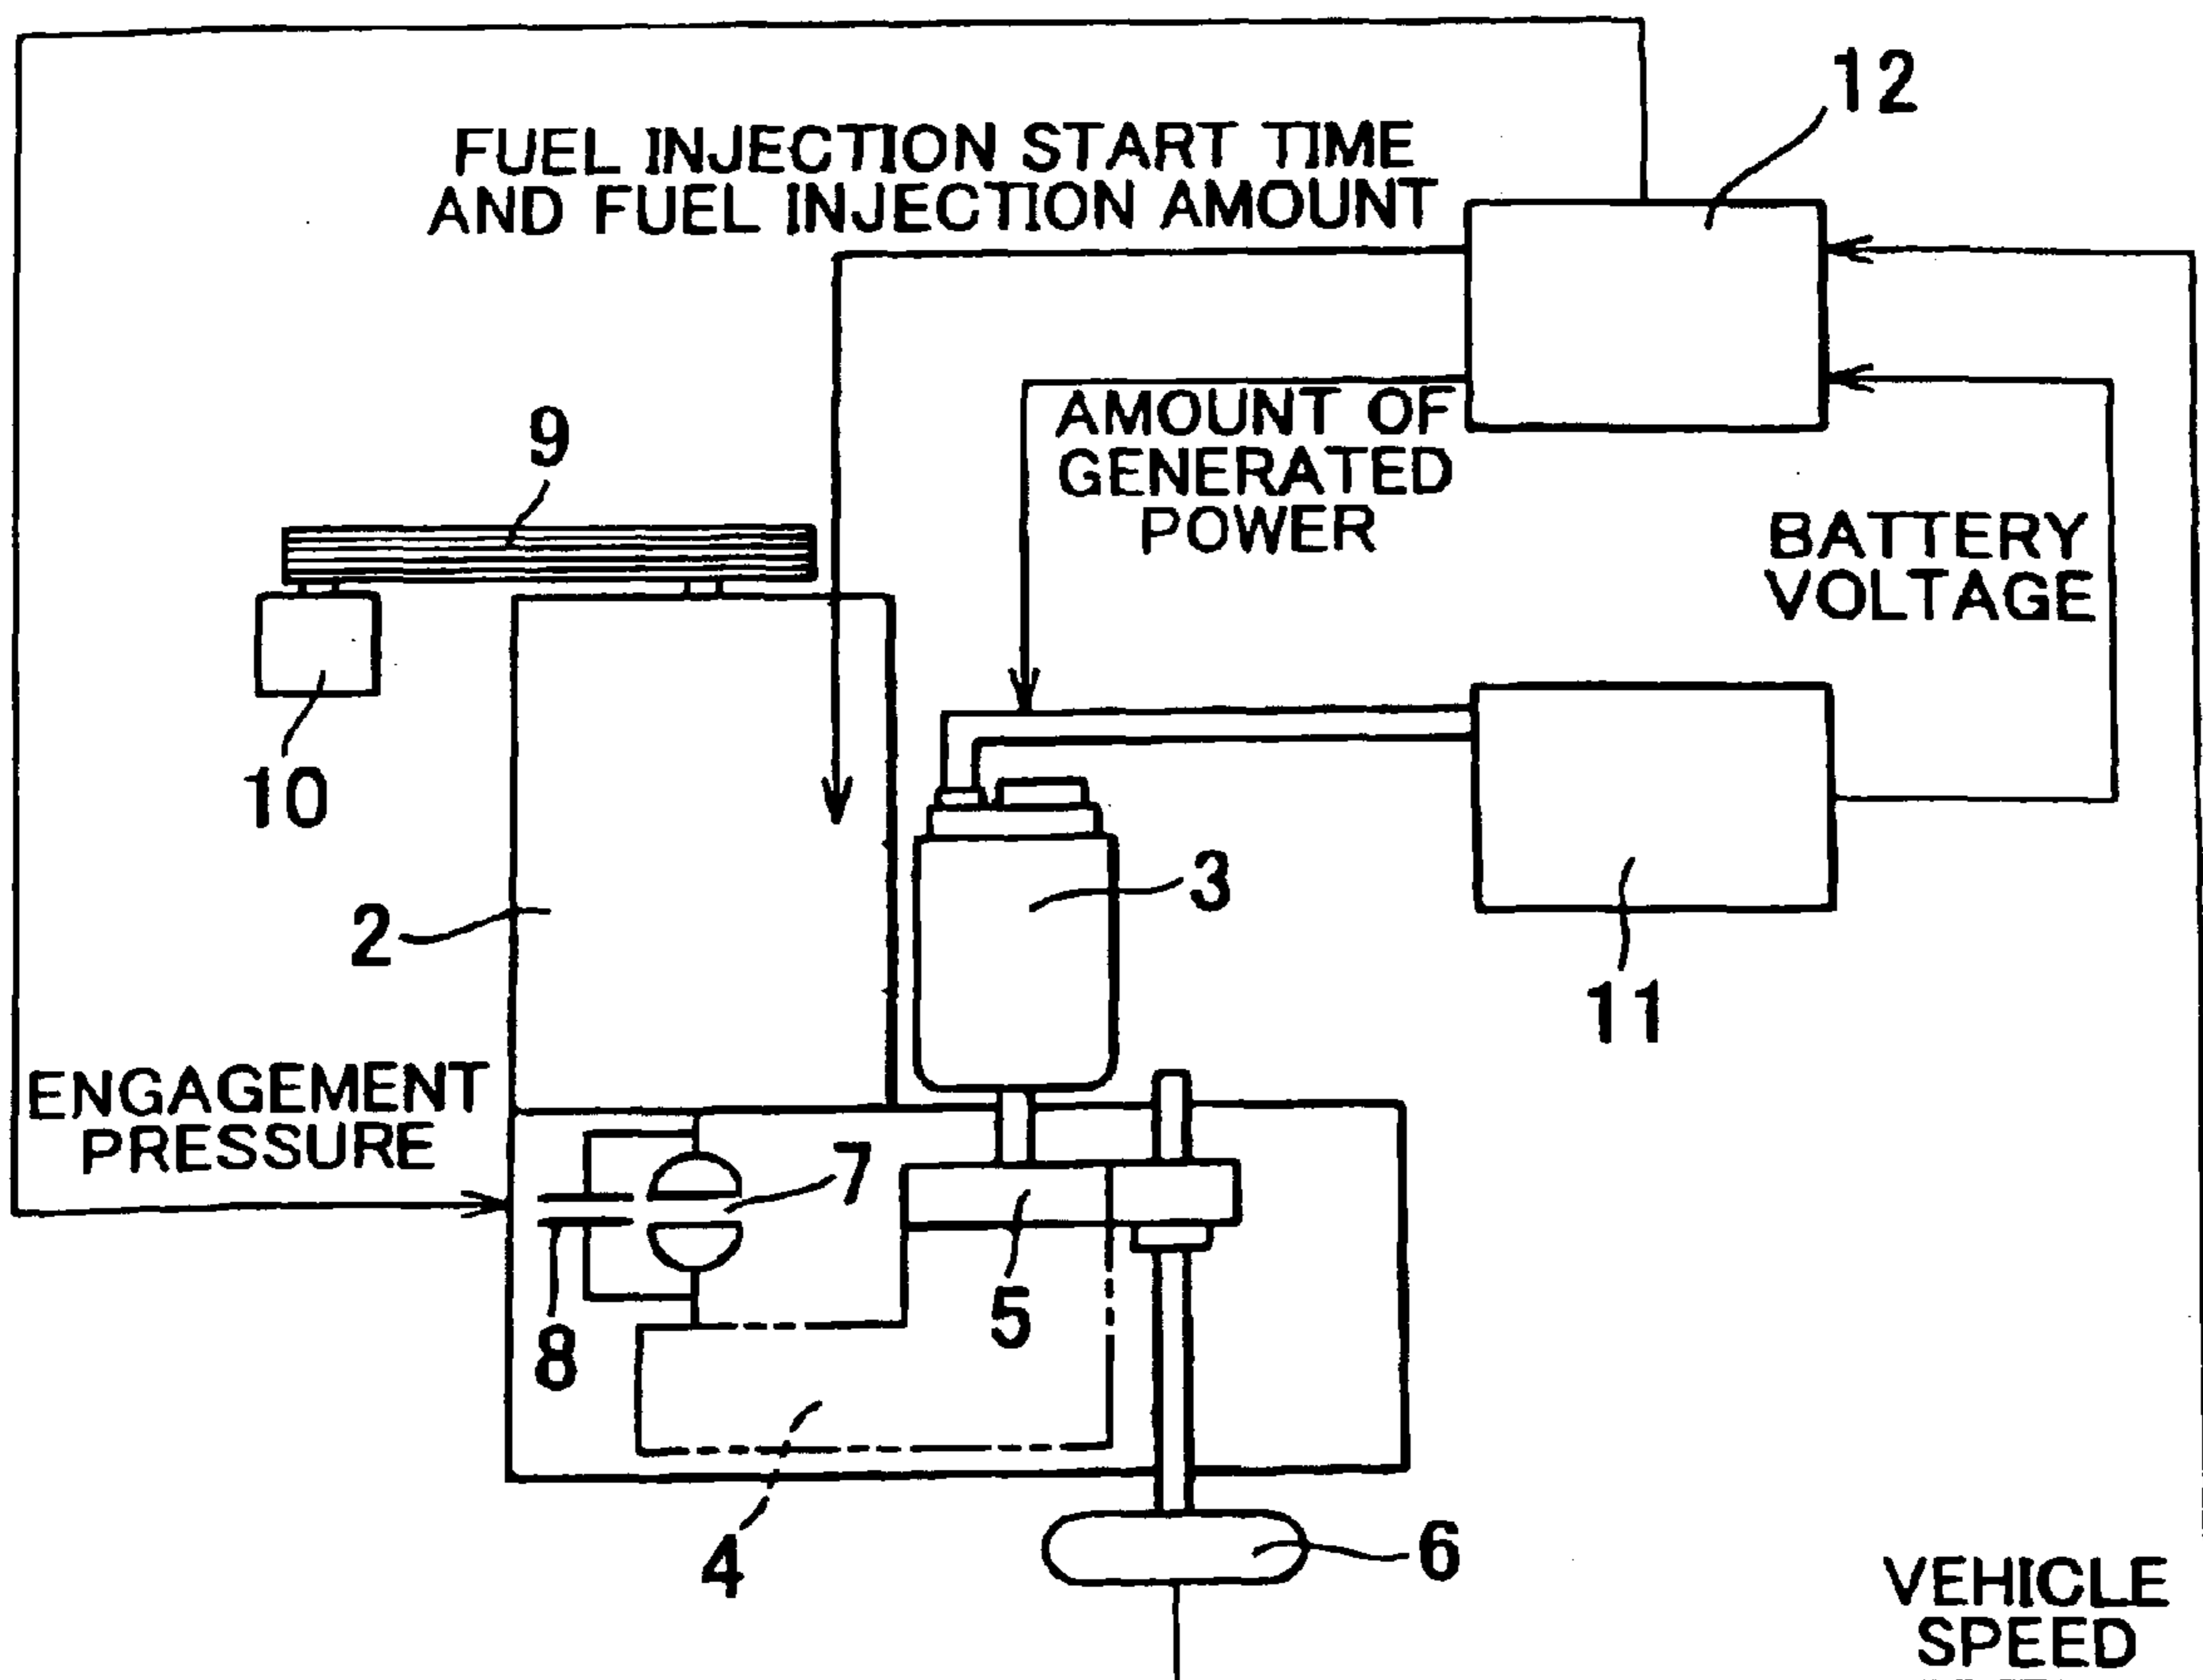 12
FUEL INJECTION START TIME
AND FUEL INJECTION AMOUNT
9
AMOUNT OF
GENERATED
POWER
BATTERY
VOLTAGE
10
3
2
11
ENGAGEMENT
PRESSURE
7
5
8
4
6
VEHICLE
SPEED